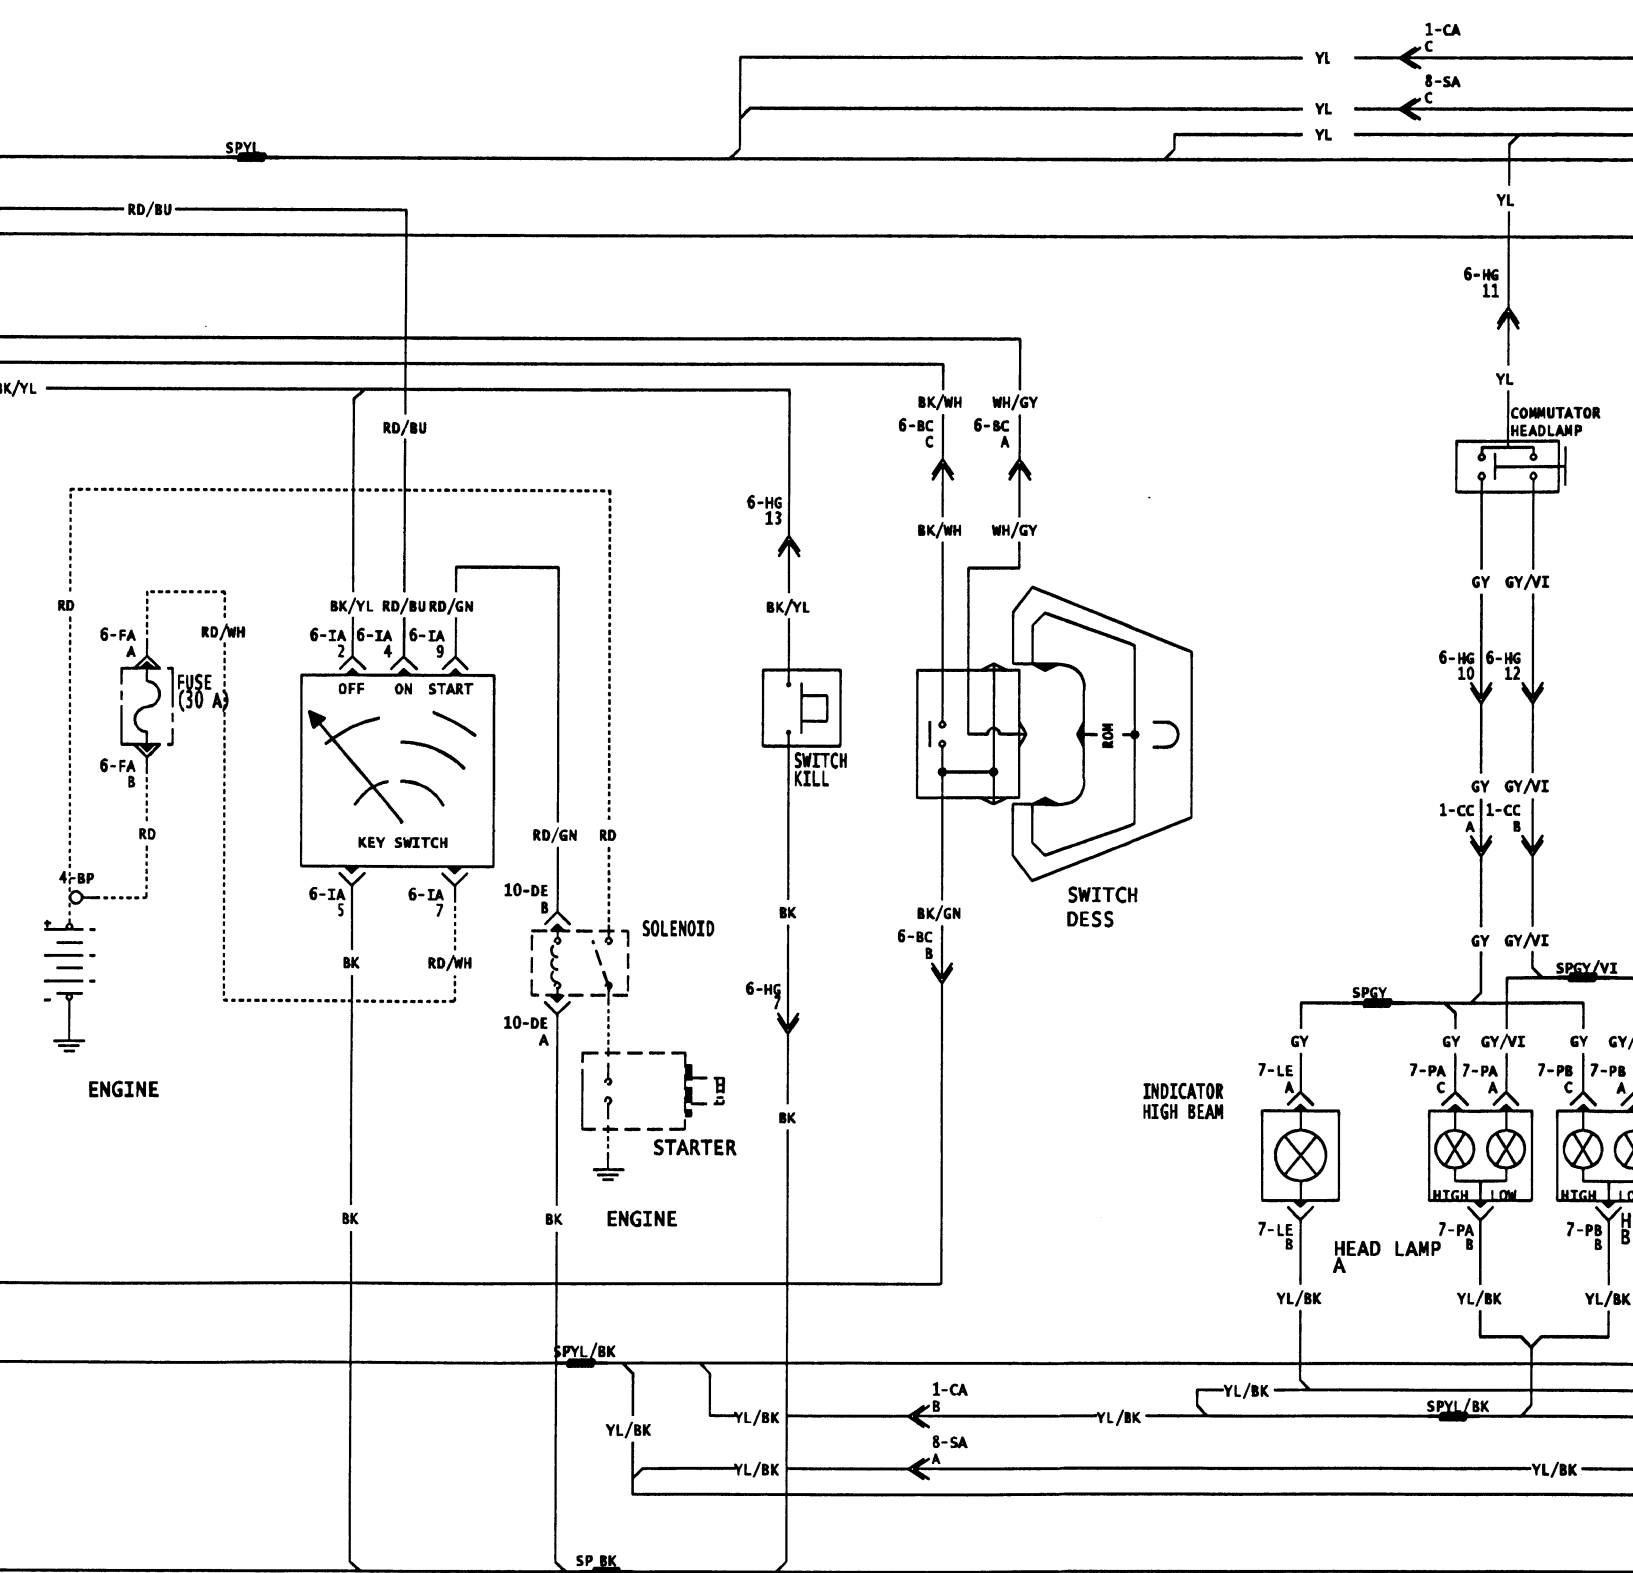 1-CA
C
YL
8-SA
C
YL
YL
SPYL
RD/BU
YL
6-HG
11
BK/YL
RD/BU
BK/WH
WH/GY
6-BC
C
6-BC
A
YL
COMMUTATOR
HEADLAMP
6-HG
13
BK/WH
WH/GY
RD
BK/YL
RD/BU
RD/GN
BK/YL
GY
GY/VI
6-FA
A
RD/WH
6-IA
2
6-IA
4
6-IA
9
6-HG
10
6-HG
12
FUSE
(30 A)
OFF
ON
START
ROM
SWITCH
KILL
6-FA
B
GY
GY/VI
1-CC
A
1-CC
B
RD
KEY SWITCH
RD/GN
RD
4-BP
6-IA
5
6-IA
7
10-DE
B
SWITCH
DESS
BK
BK/GN
SOLENOID
6-BC
B
GY
GY/VI
+
-
BK
RD/WH
SPGY/VI
6-HG
7
SPGY
10-DE
A
GY
GY
GY/VI
GY
GY/
7-LE
A
7-PA
C
7-PA
A
7-PB
C
7-PB
A
ENGINE
INDICATOR
HIGH BEAM
BK
STARTER
HIGH
LOW
HIGH
LO
BK
BK
ENGINE
7-LE
B
HEAD LAMP
A
7-PA
B
7-PB
B
H
B
YL/BK
YL/BK
YL/BK
SPYL/BK
1-CA
B
YL/BK
YL/BK
YL/BK
SPYL/BK
YL/BK
8-SA
A
YL/BK
YL/BK
SP BK